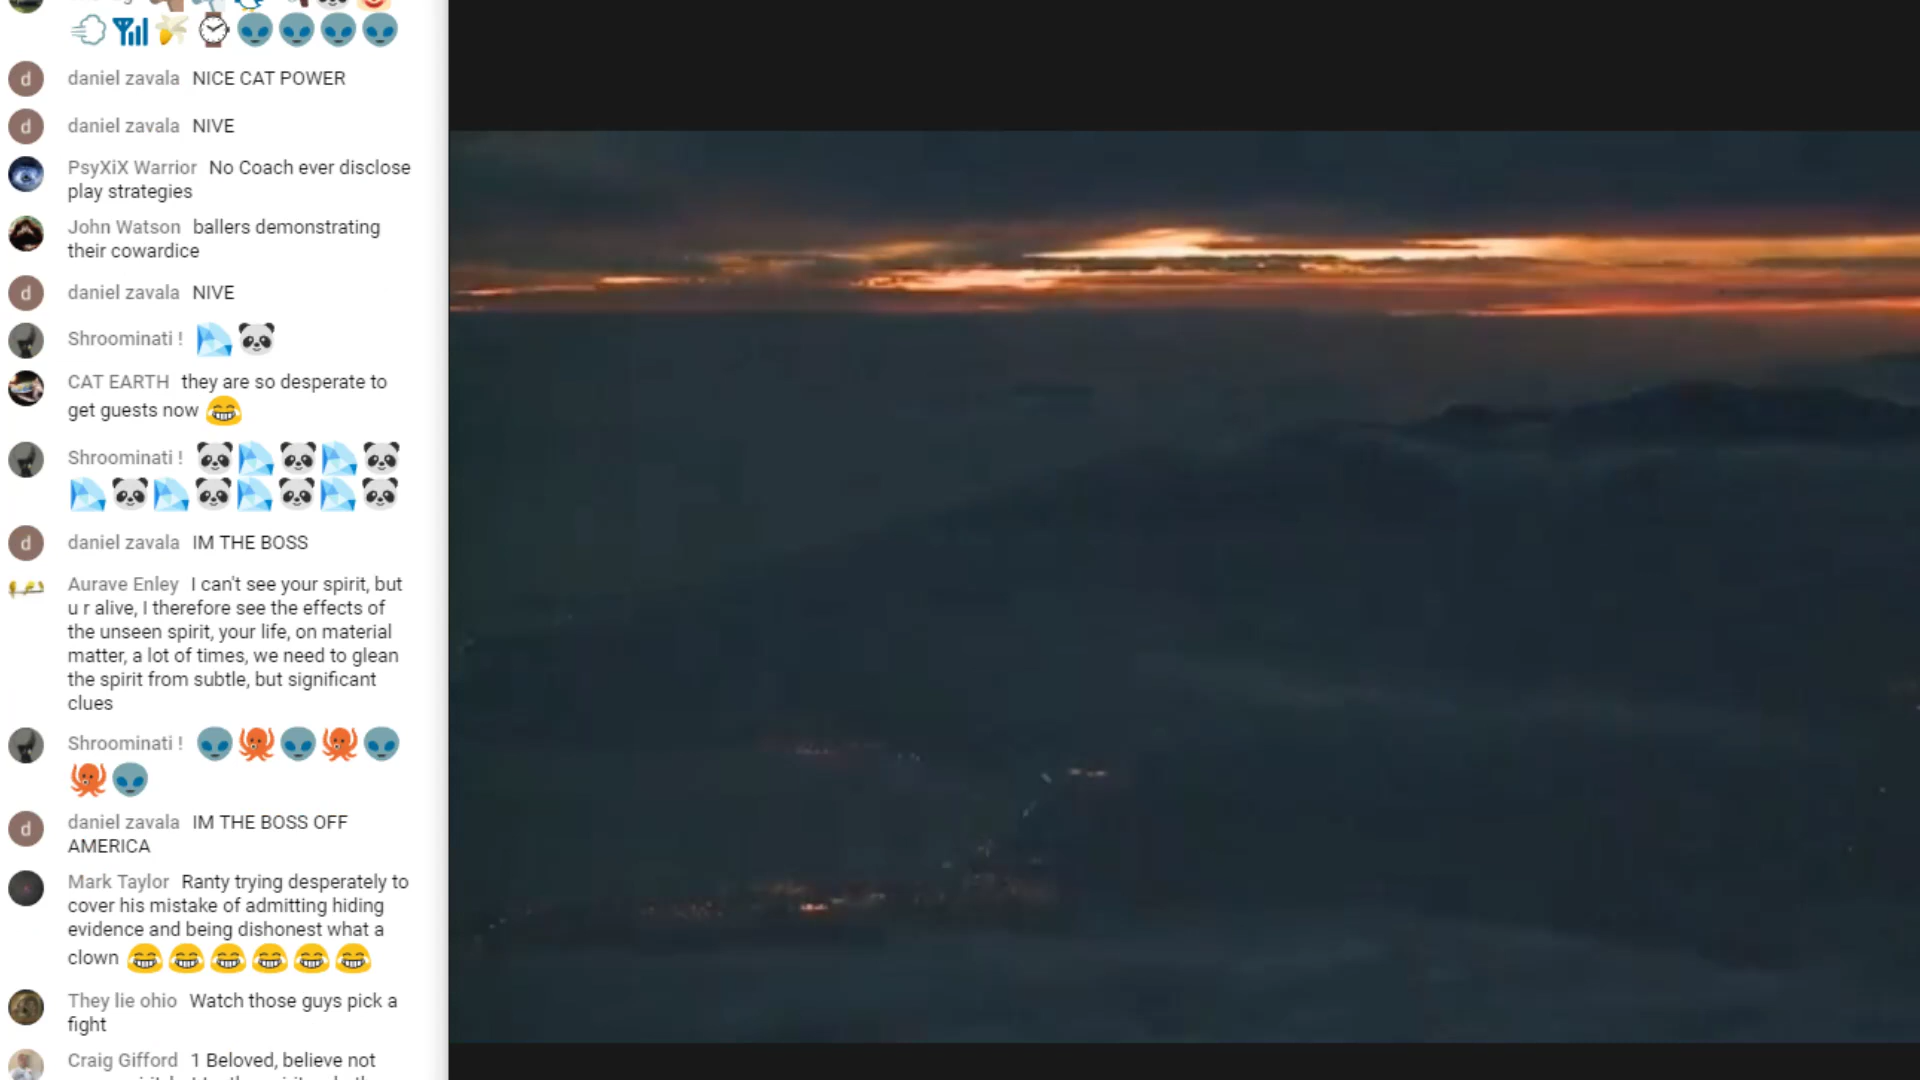 daniel zavala NICE CAT POWER
daniel zavala NIVE
PsyXiX Warrior No Coach ever disclose
play strategies
John Watson ballers demonstrating
their cowardice
daniel zavala NIVE
Shroominati !
CAT EARTH they are so desperate to
get guests now
Shroominati !
daniel zavala IM THE BOSS
Aurave Enley I can't see your spirit, but
u r alive, I therefore see the effects of
the unseen spirit, your life, on material
matter, a lot of times, we need to glean
the spirit from subtle, but significant
clues
Shroominati !
daniel zavala IM THE BOSS OFF
AMERICA
Mark Taylor Ranty trying desperately to
cover his mistake of admitting hiding
evidence and being dishonest what a
clown
They lie ohio Watch those guys pick a
fight
Craig Gifford 1 Beloved, believe not